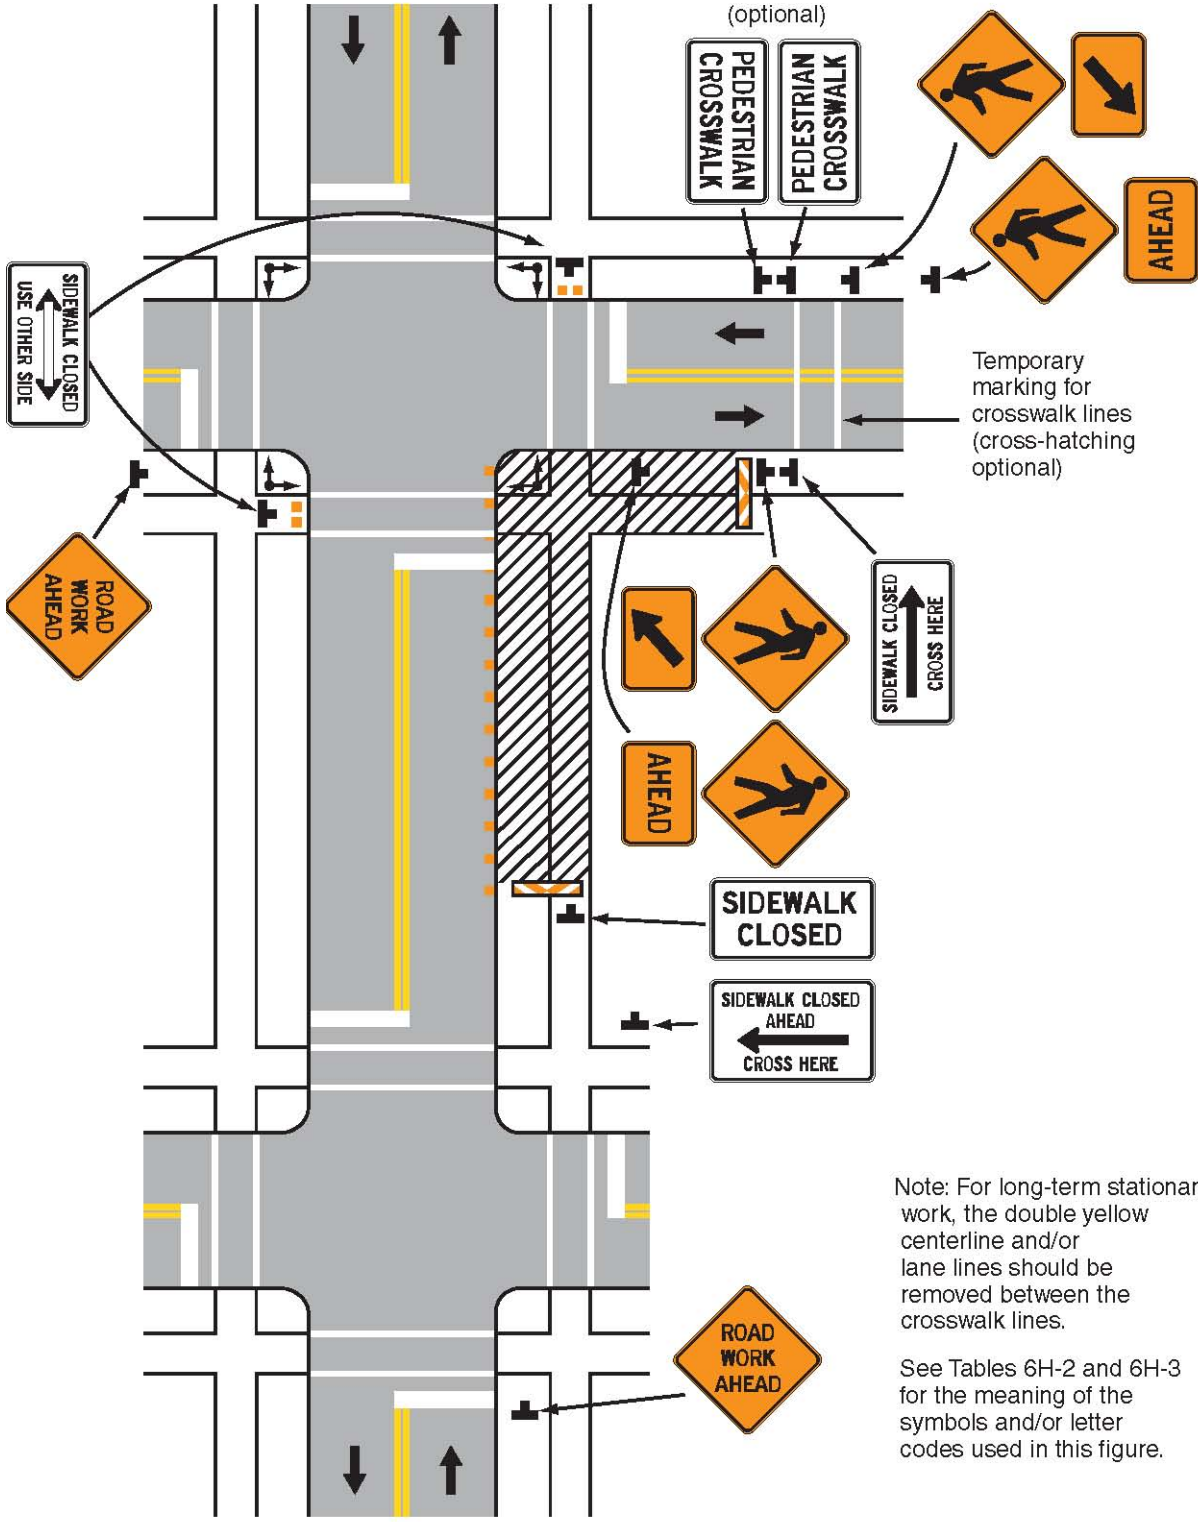 (optional)
PEDESTRIAN
CROSSWALK
PEDESTRIAN
CROSSWALK
AHEAD
SIDEWALK CLOSED
USE OTHER SIDE
Temporary
marking for
crosswalk lines
(cross-hatching
optional)
ROAD
WORK
AHEAD
SIDEWALK CLOSED
CROSS HERE
AHEAD
SIDEWALK
CLOSED
SIDEWALK CLOSED
AHEAD
CROSS HERE
Note: For long-term stationar
work, the double yellow
centerline and/or
lane lines should be
removed between the
crosswalk lines.
ROAD
WORK
AHEAD
See Tables 6H-2 and 6H-3
for the meaning of the
symbols and/or letter
codes used in this figure.